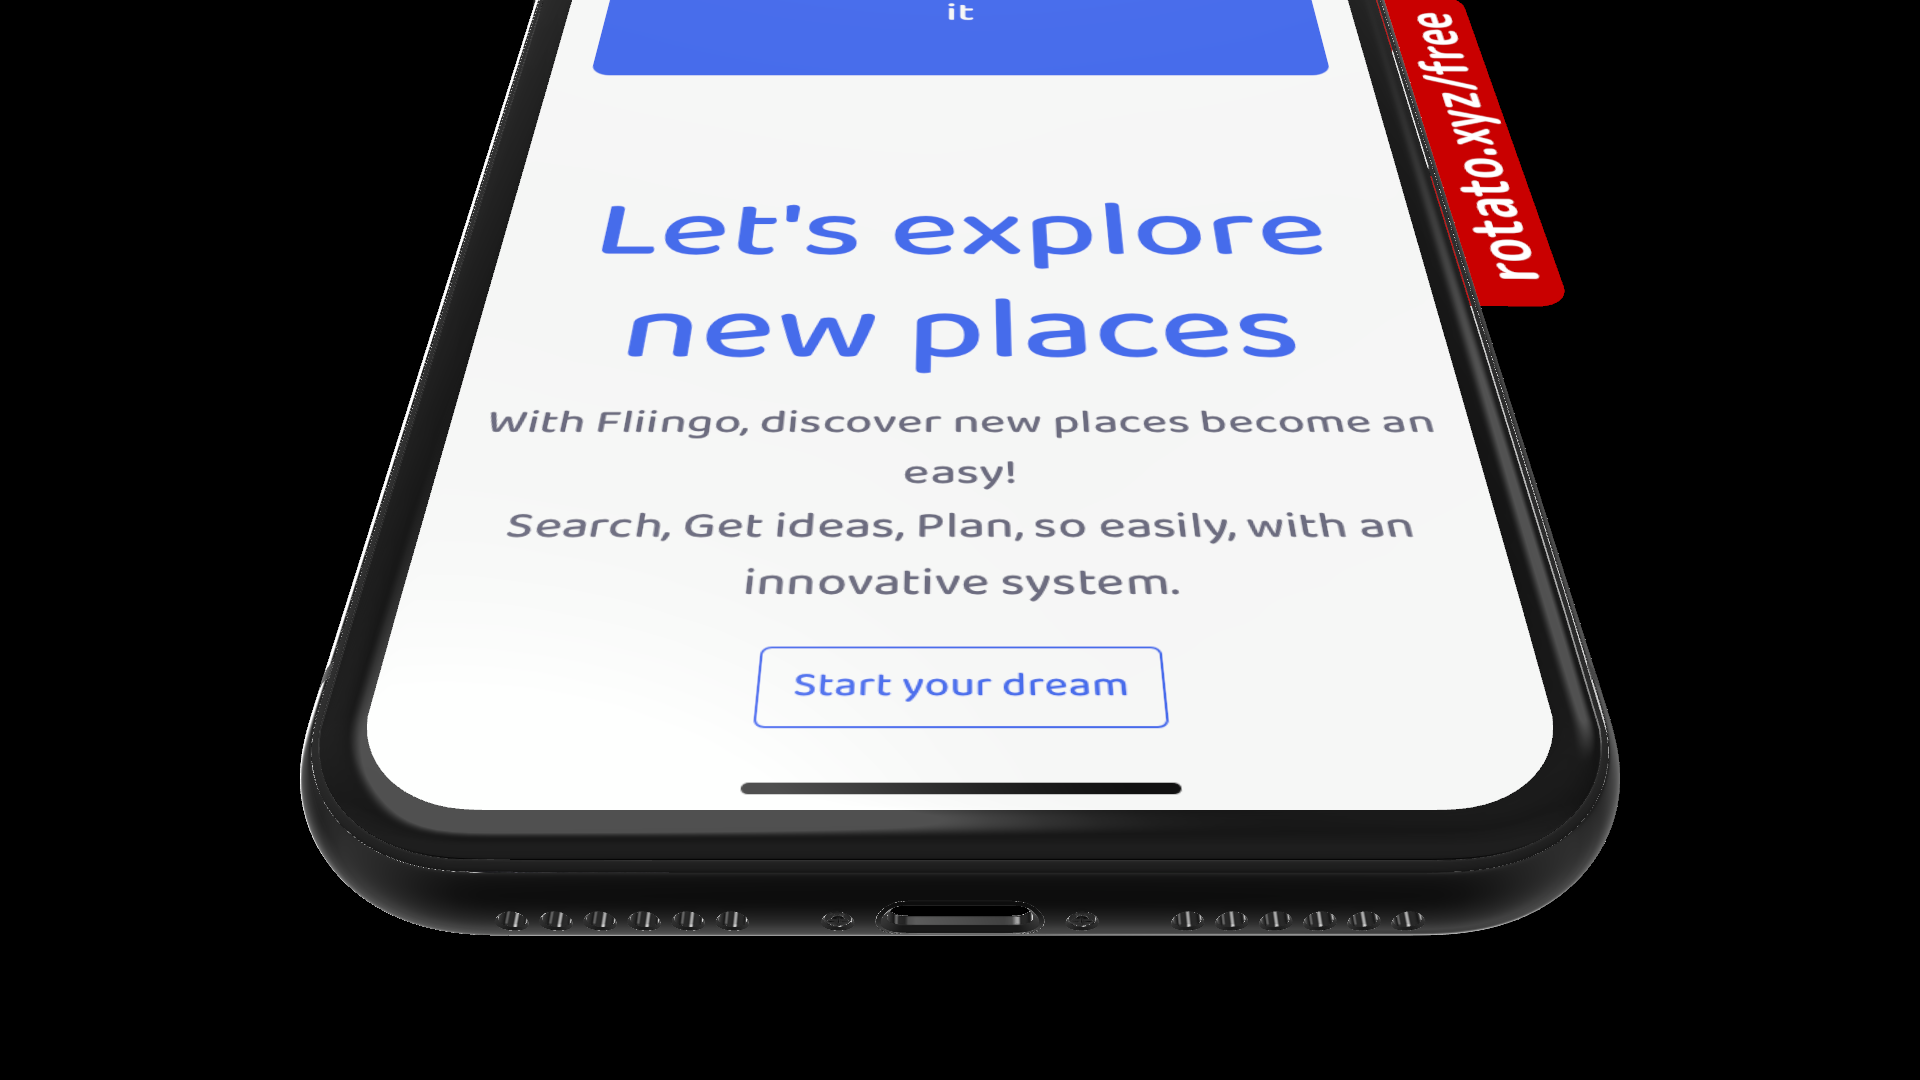 it
rotato.xyz/free
Let's explore
new places
With Fliingo, discover new places become an
easy!
Search, Get ideas, Plan, so easily, with an
innovative system.
Start your dream